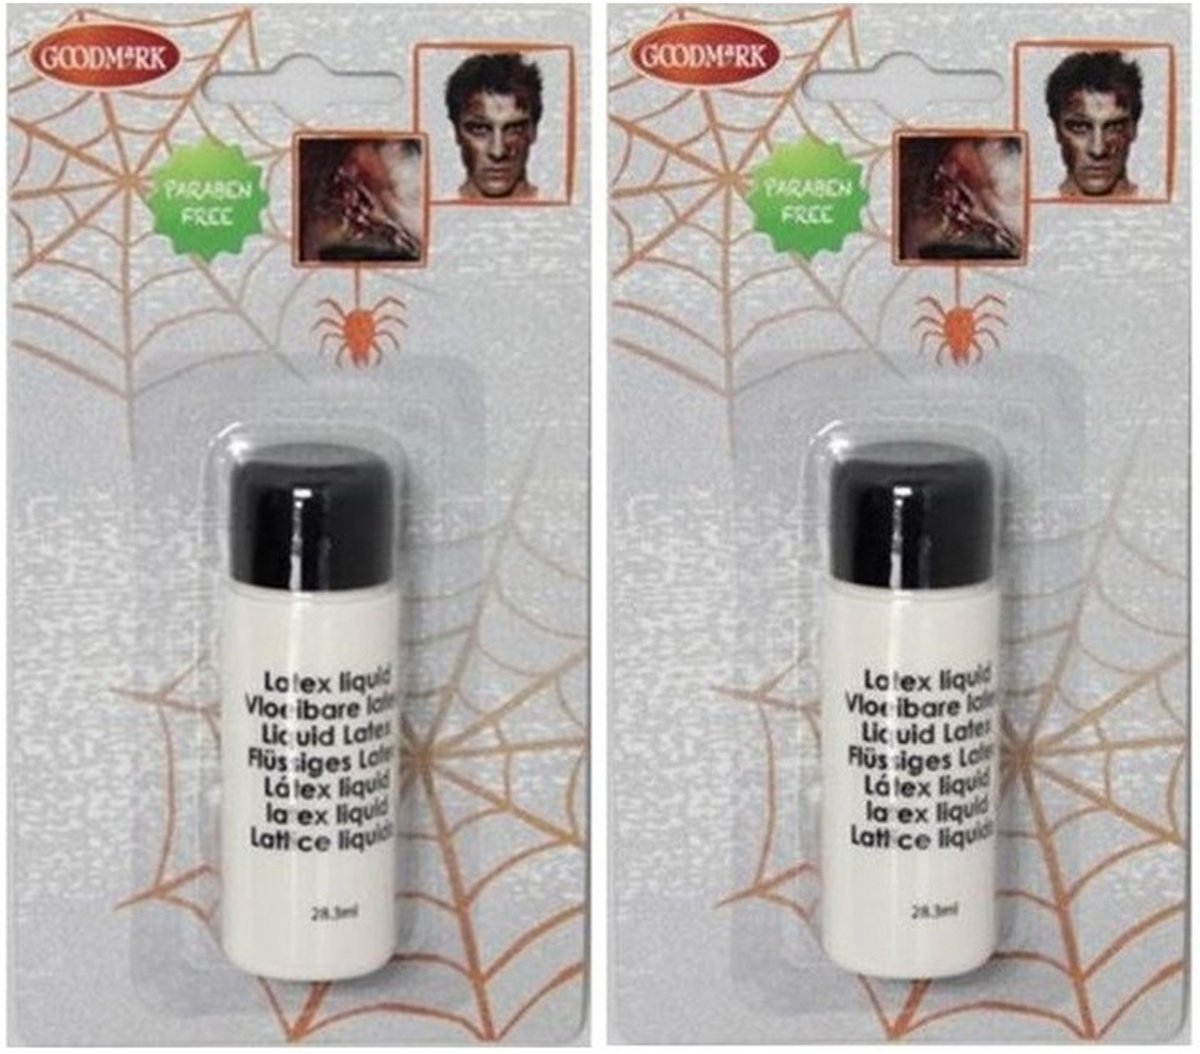 GOODMARK
PARABEN
FREE
Latex liquid
Vloeibare latex
Liquid Latex
Flüssiges Latex
Látex liquid
latex liquid
Lattice liquido
28.3ml
GOODMARK
PARABEN
FREE
Latex liquid
Vloeibare latex
Liquid Latex
Flüssiges Latex
Látex liquid
latex liquid
Lattice liquido
28.3ml